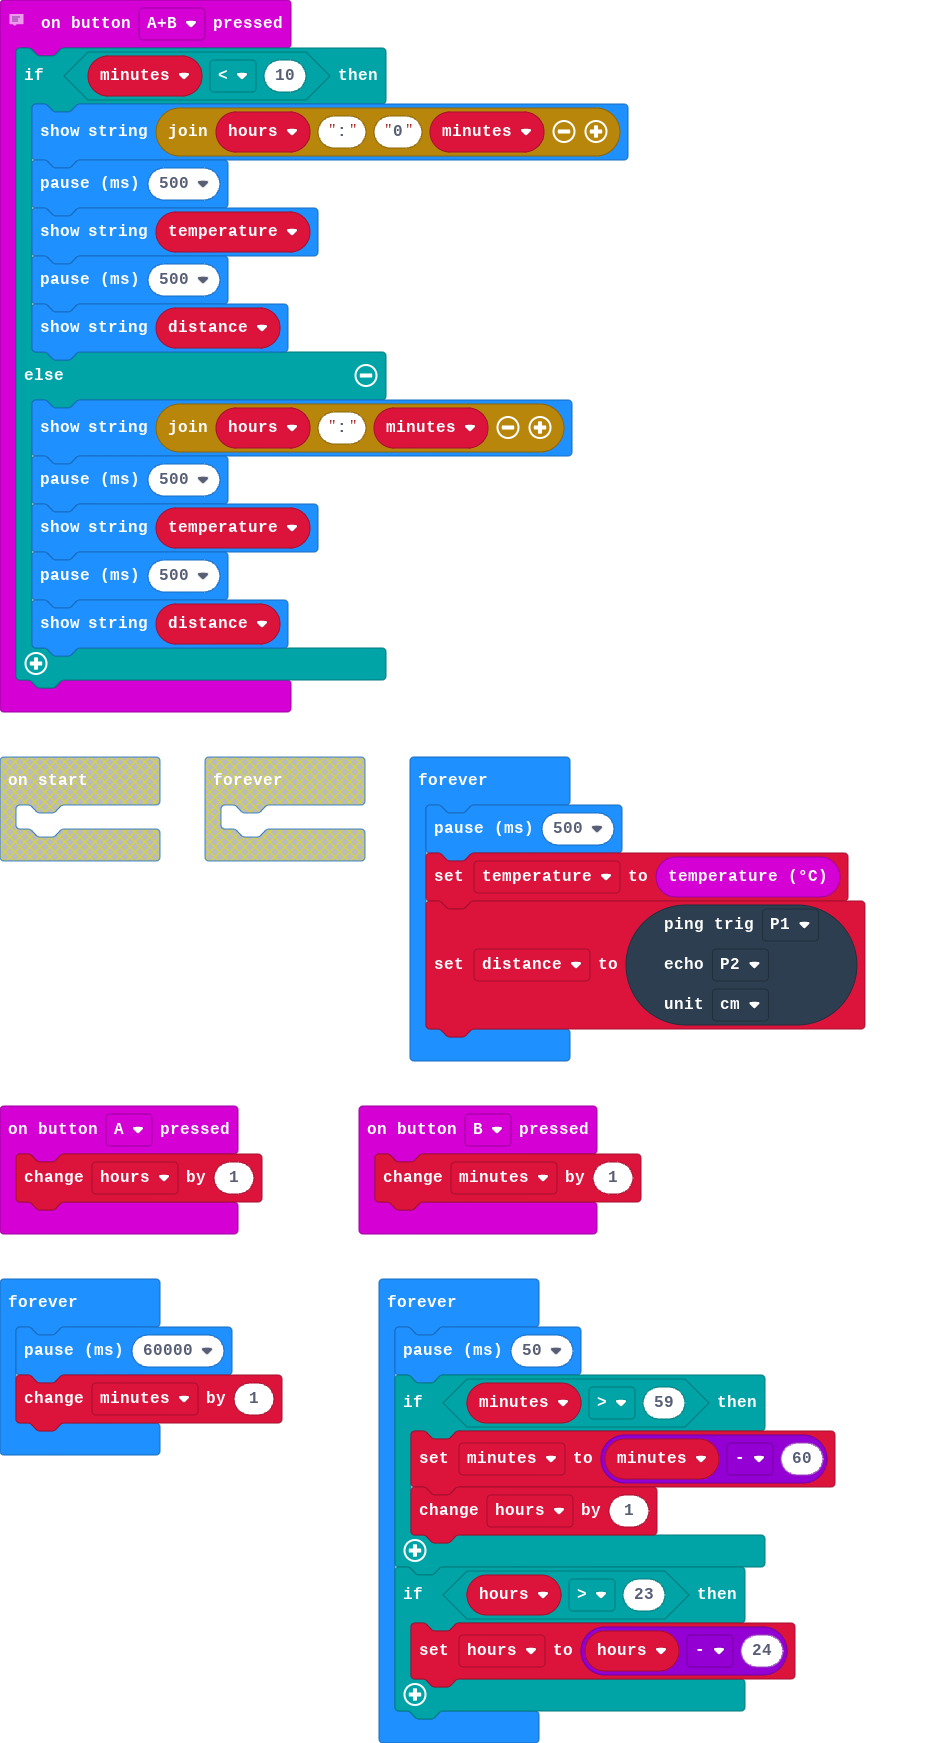 on button A+B pressed
if minutes < 10 then
show string join hours ":" "0" minutes
pause (ms) 500
show string temperature
pause (ms) 500
show string distance
else
show string join hours ":" minutes
pause (ms) 500
show string temperature
pause (ms) 500
show string distance
on start
forever
forever
pause (ms) 500
set temperature to temperature (°C)
set distance to ping trig P1
echo P2
unit cm
on button A pressed
change hours by 1
on button B pressed
change minutes by 1
forever
pause (ms) 60000
change minutes by 1
forever
pause (ms) 50
if minutes > 59 then
set minutes to minutes - 60
change hours by 1
if hours > 23 then
set hours to hours - 24